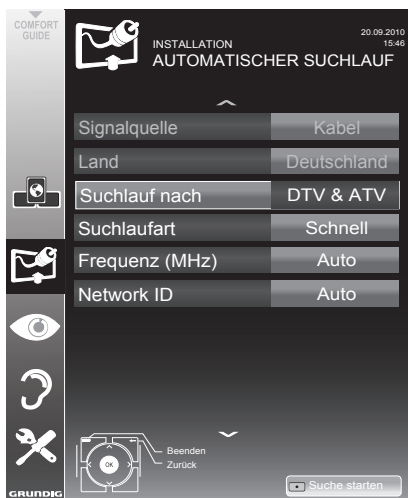 COMFORT
GUIDE
INSTALLATION
AUTOMATISCHER SUCHLAUF
20.09.2010
15:46
Signalquelle Kabel
Land Deutschland
Suchlauf nach DTV & ATV
Suchlaufart Schnell
Frequenz (MHz) Auto
Network ID Auto
OK
Beenden
Zurück
Suche starten
GRUNDIG